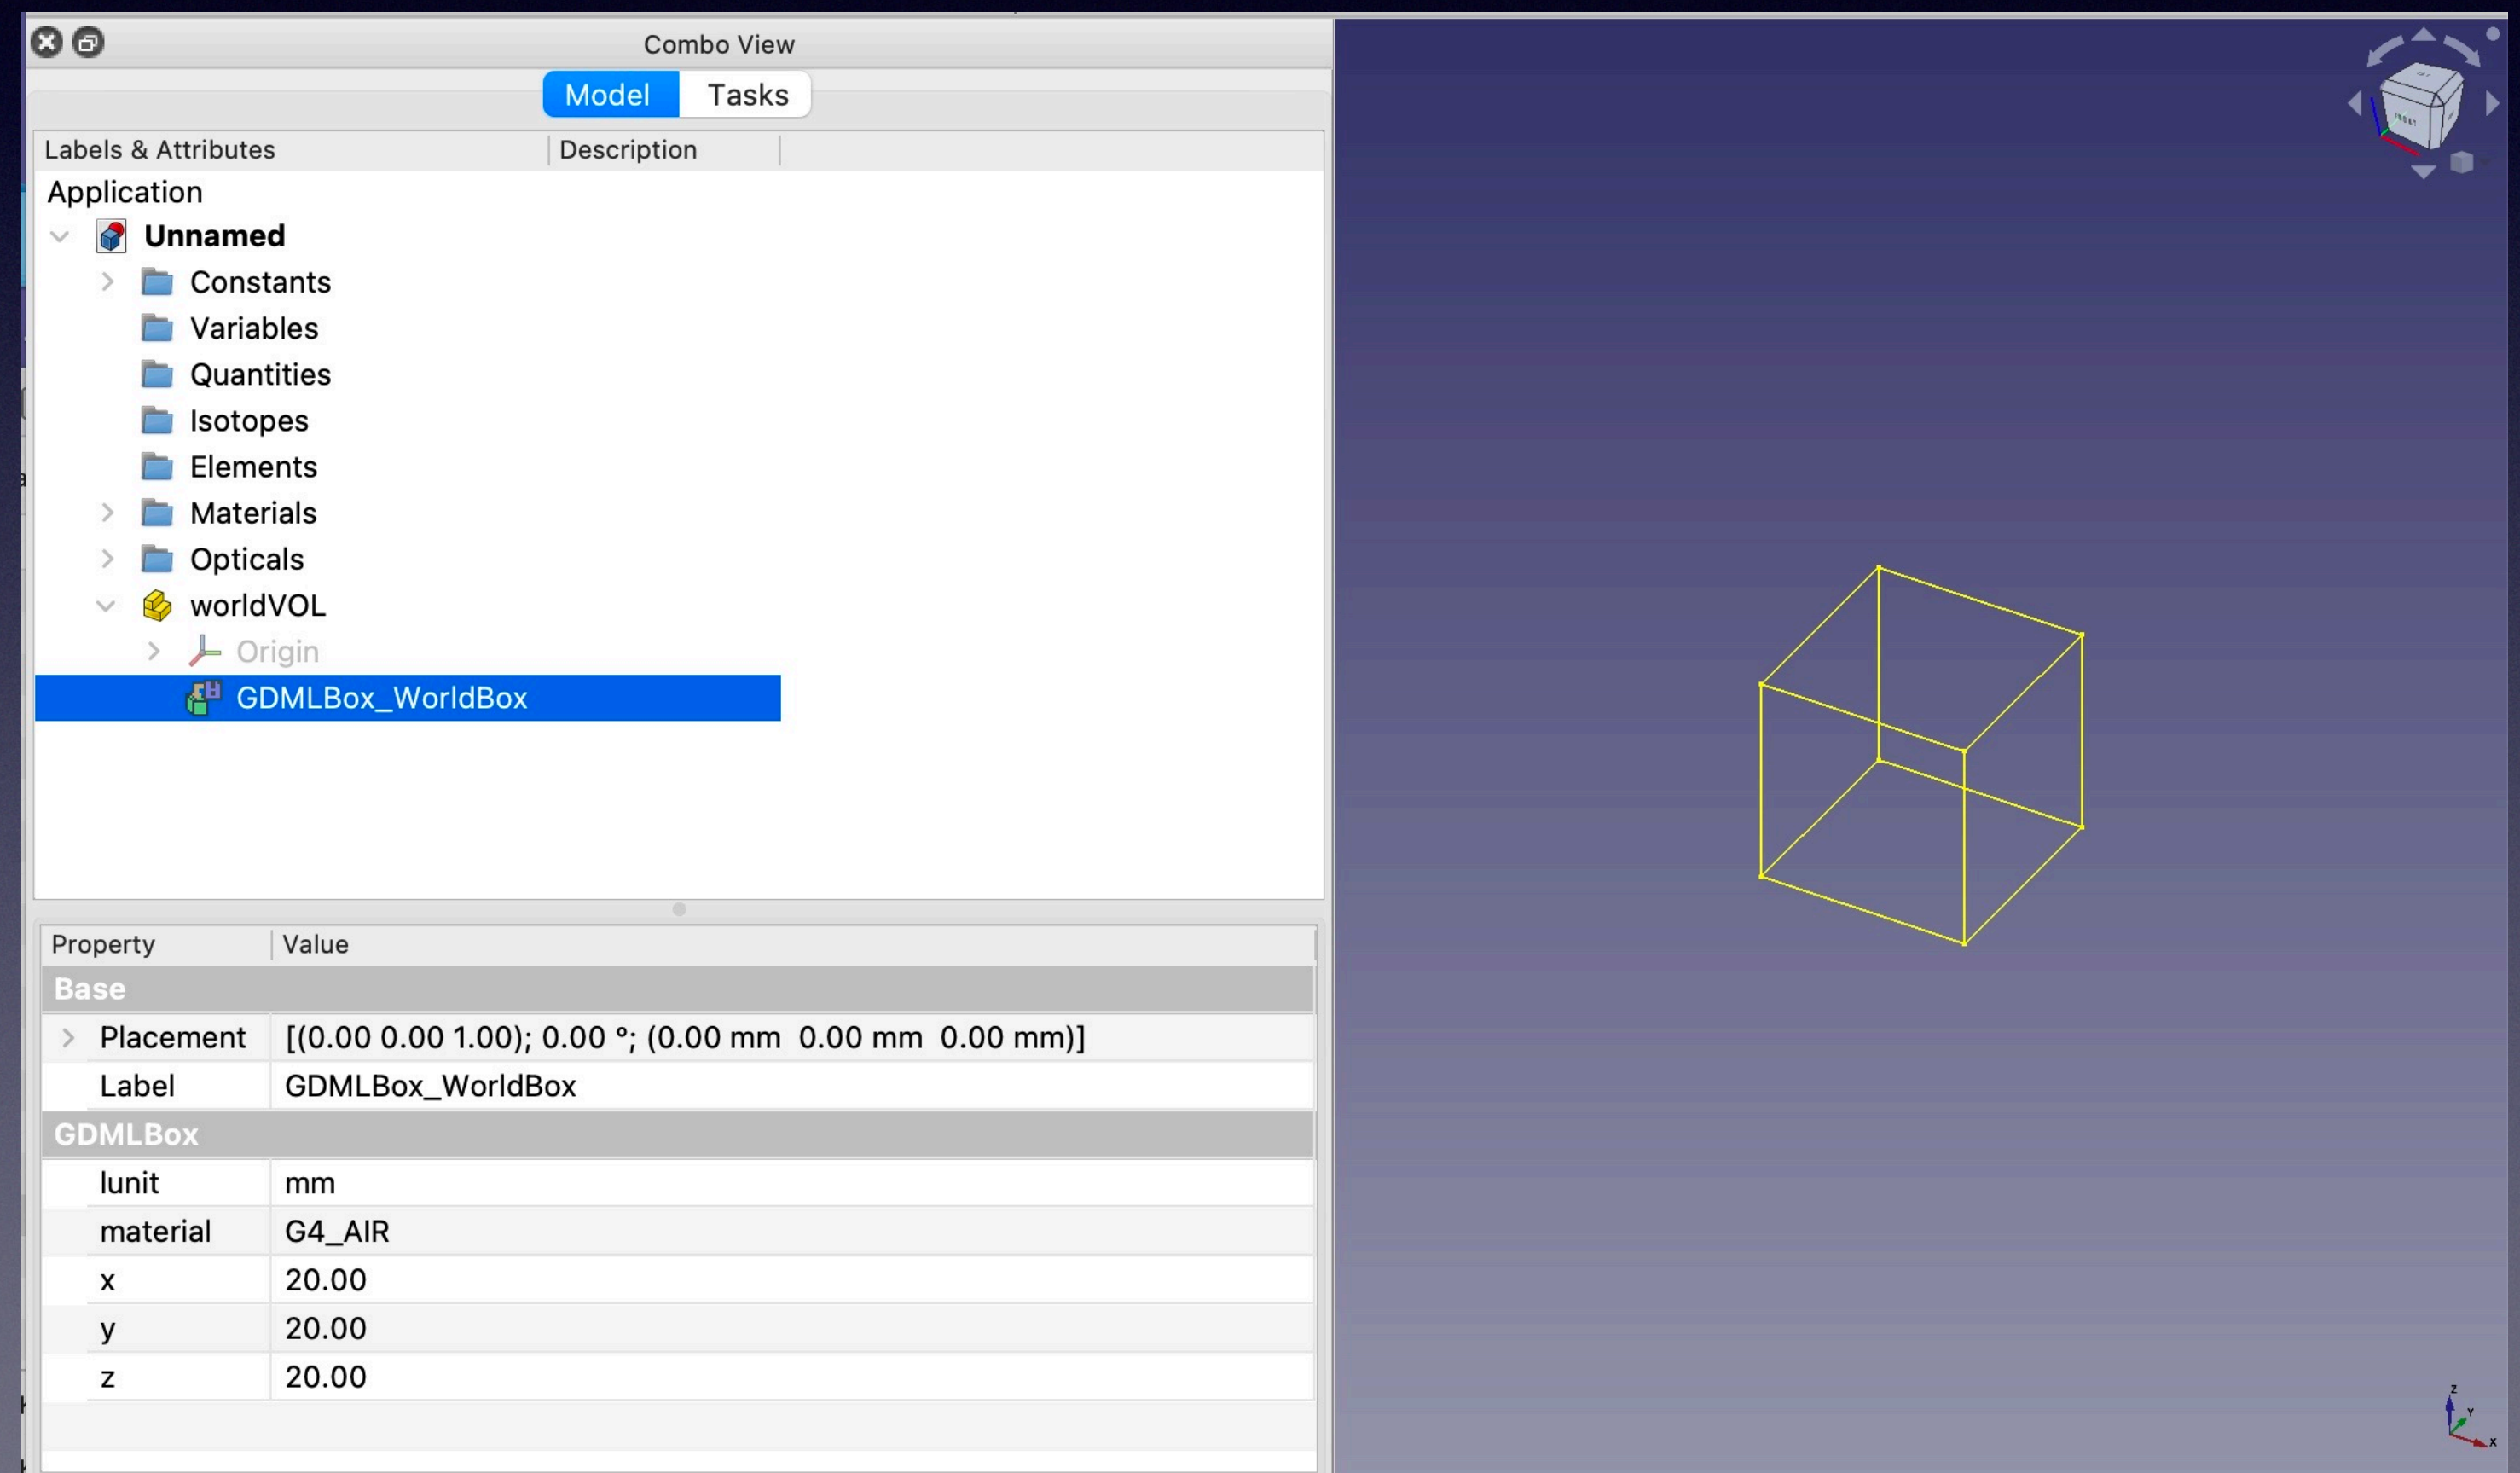 Combo View
Model Tasks
Labels & Attributes Description
Application
Unnamed
Constants
Variables
Quantities
Isotopes
Elements
Materials
Opticals
worldVOL
Origin
GDMLBox_WorldBox
Property Value
Base
Placement [(0.00 0.00 1.00); 0.00 °; (0.00 mm 0.00 mm 0.00 mm)]
Label GDMLBox_WorldBox
GDMLBox
lunit mm
material G4_AIR
x 20.00
y 20.00
z 20.00
FRONT
Z
Y
X